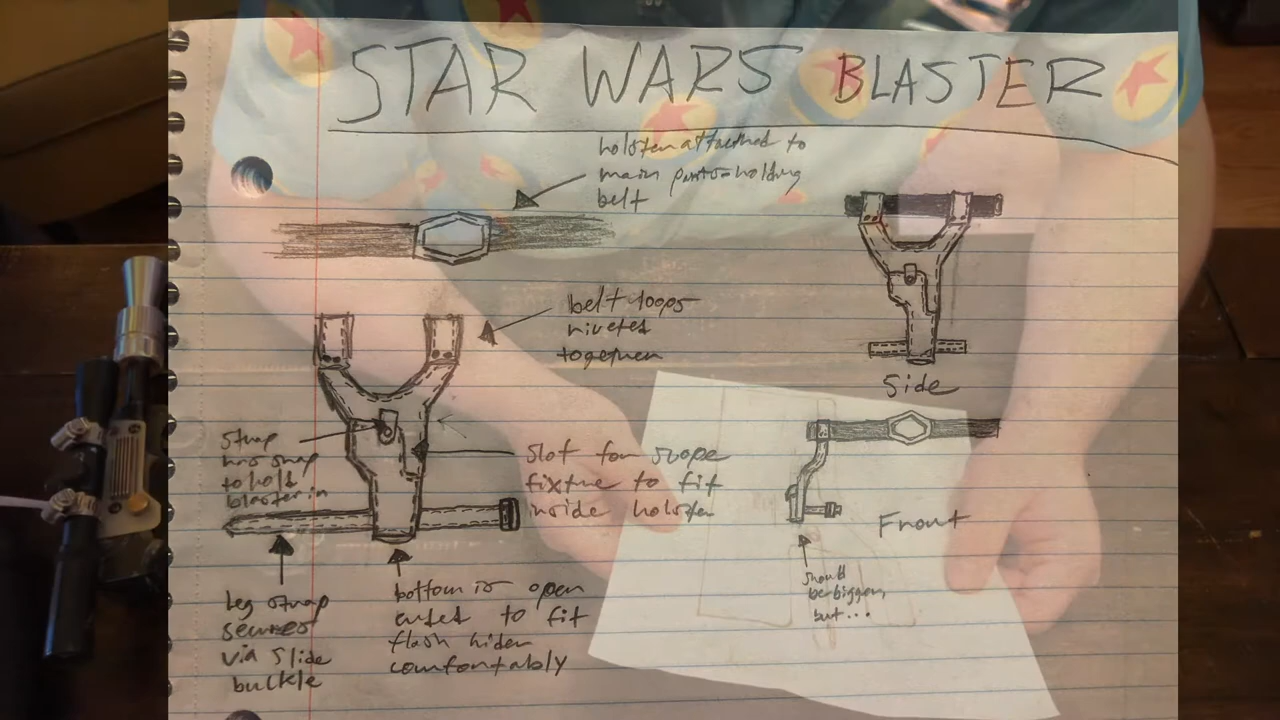 STAR WARS BLASTER
holster attached to
main parts-holding
belt
belt loops
riveted
together
Side
strap
has snap
to hold
blaster in
slot for scope
fixture to fit
inside holster
Front
should
be bigger,
but...
leg strap
secures
via slide
buckle
bottom is open
ended to fit
flash hider
comfortably